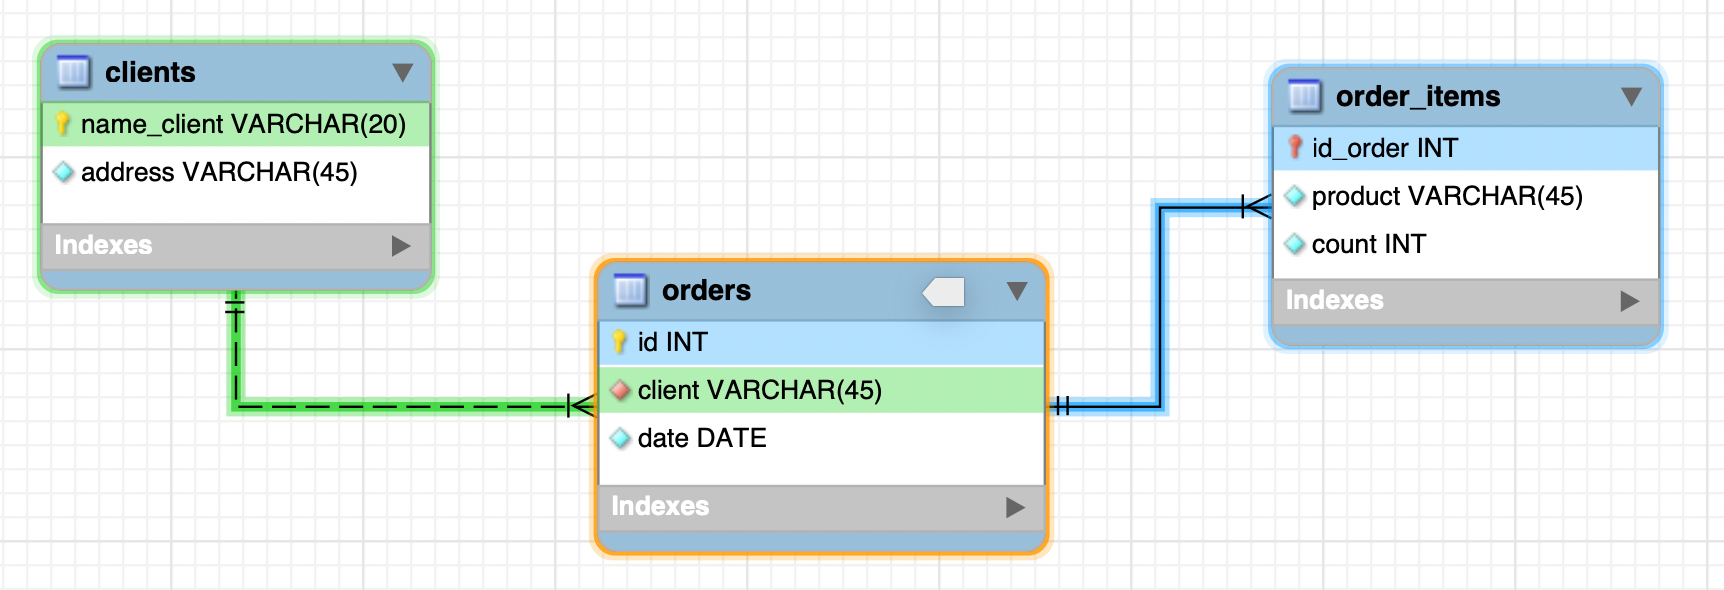 clients
name_client VARCHAR(20)
address VARCHAR(45)
Indexes
orders
id INT
client VARCHAR(45)
date DATE
Indexes
order_items
id_order INT
product VARCHAR(45)
count INT
Indexes